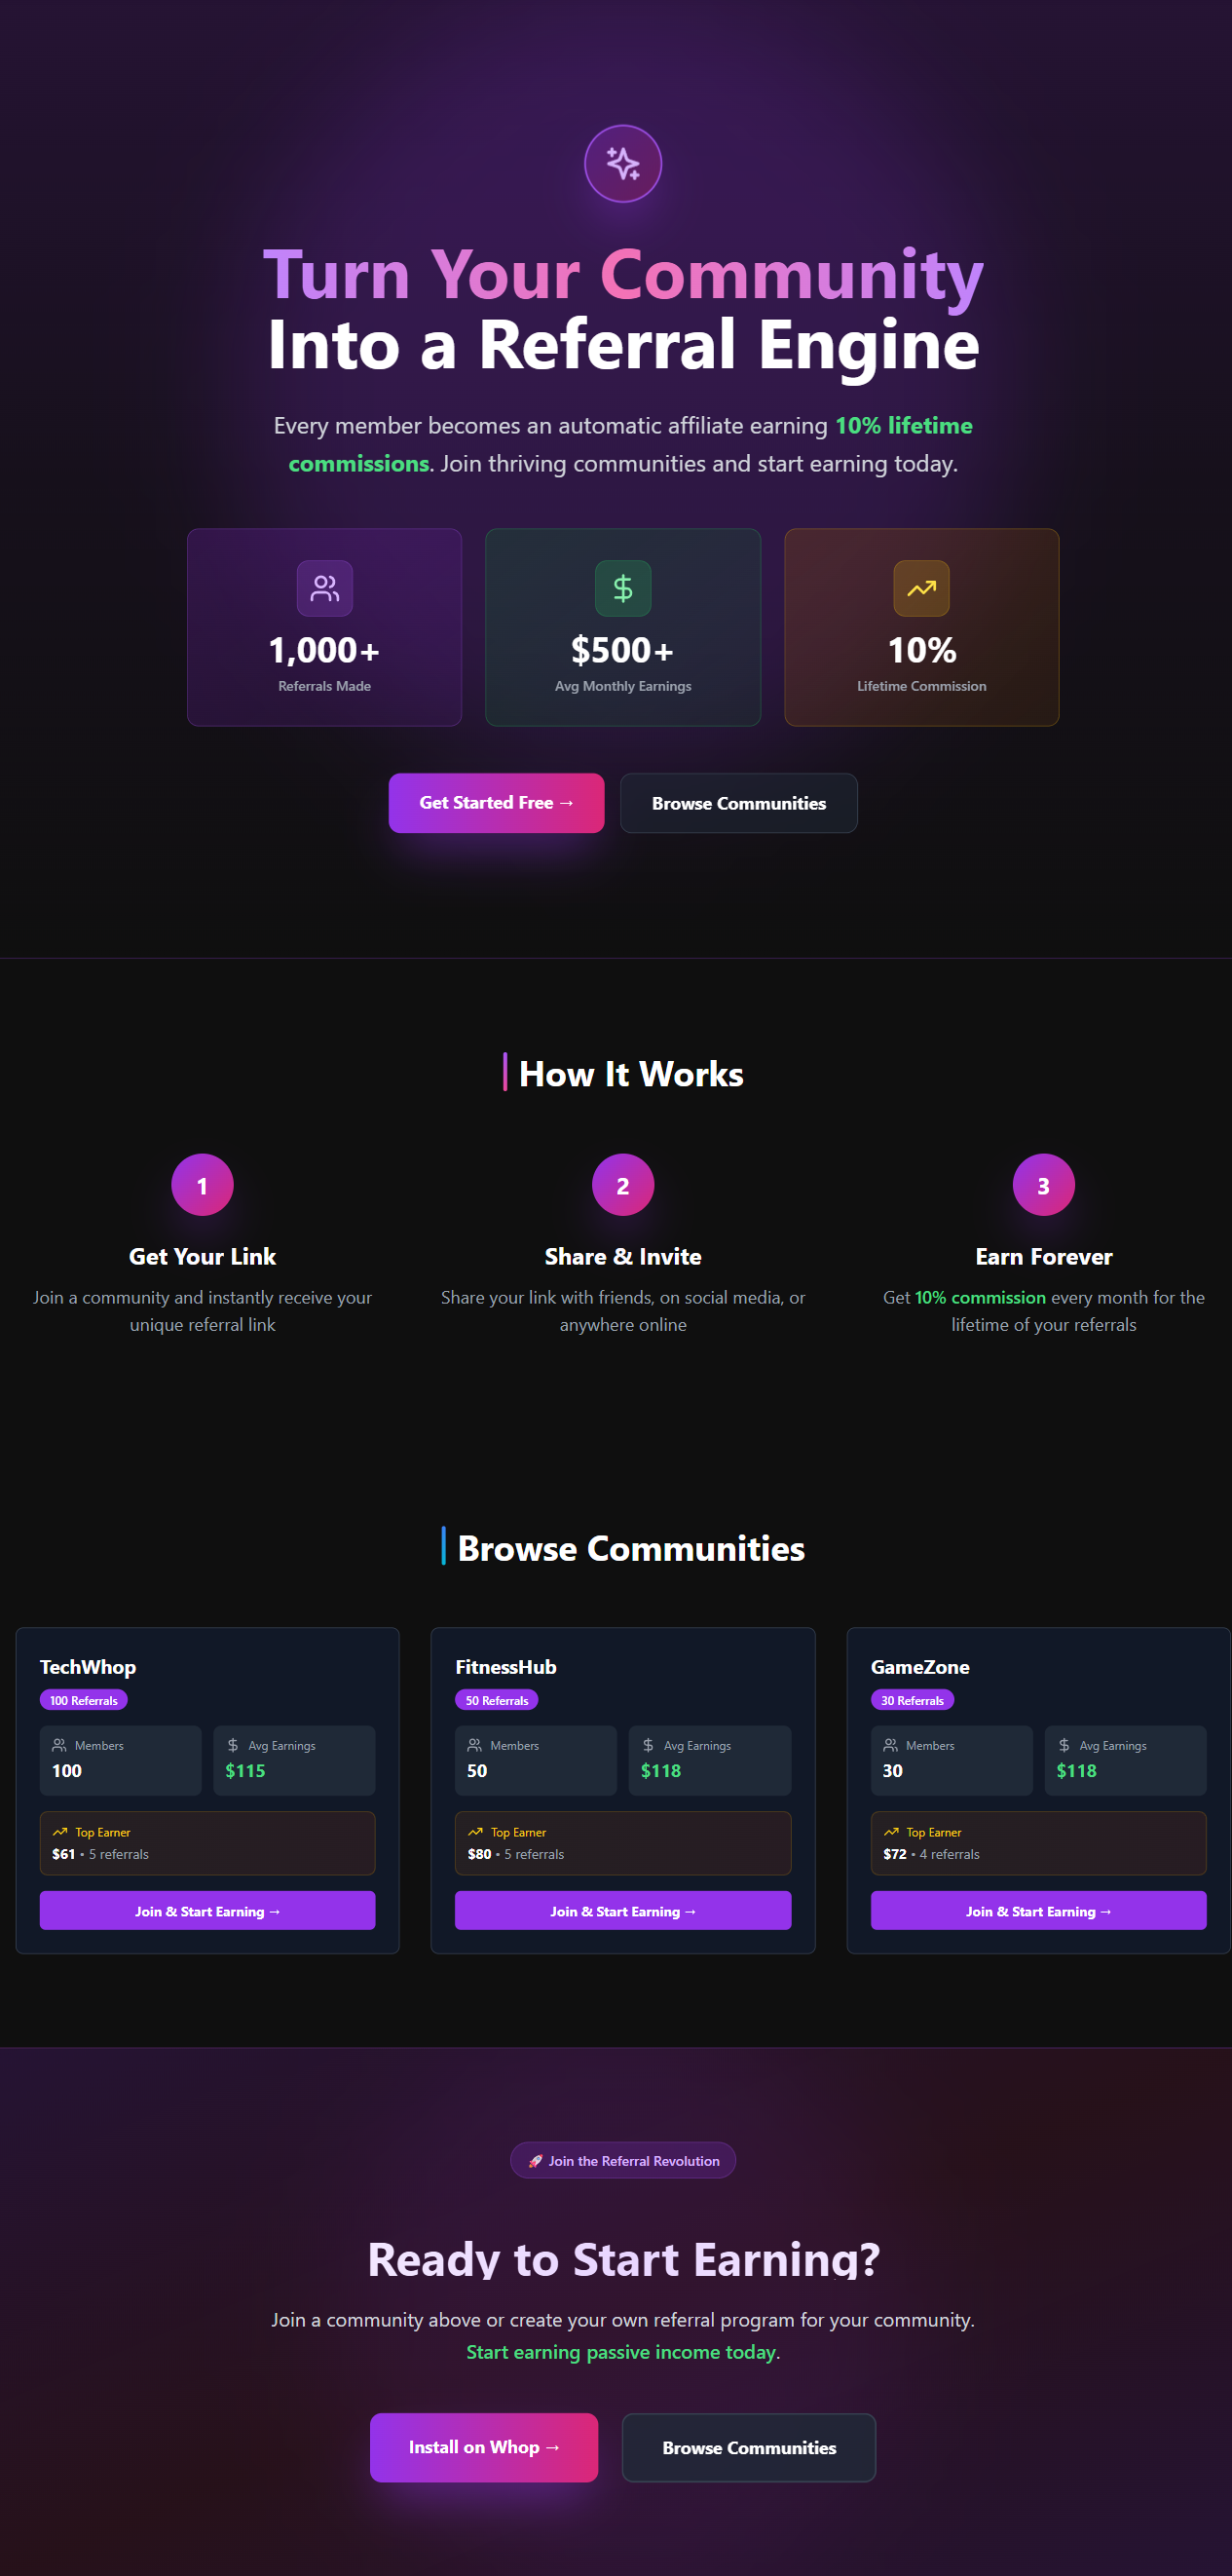 Turn Your Community
Into a Referral Engine
Every member becomes an automatic affiliate earning 10% lifetime
commissions. Join thriving communities and start earning today.
1,000+
Referrals Made
$500+
Avg Monthly Earnings
10%
Lifetime Commission
Get Started Free →
Browse Communities
How It Works
1
Get Your Link
Join a community and instantly receive your
unique referral link
2
Share & Invite
Share your link with friends, on social media, or
anywhere online
3
Earn Forever
Get 10% commission every month for the
lifetime of your referrals
Browse Communities
TechWhop
100 Referrals
Members
100
Avg Earnings
$115
Top Earner
$61 • 5 referrals
Join & Start Earning →
FitnessHub
50 Referrals
Members
50
Avg Earnings
$118
Top Earner
$80 • 5 referrals
Join & Start Earning →
GameZone
30 Referrals
Members
30
Avg Earnings
$118
Top Earner
$72 • 4 referrals
Join & Start Earning →
🚀 Join the Referral Revolution
Ready to Start Earning?
Join a community above or create your own referral program for your community.
Start earning passive income today.
Install on Whop →
Browse Communities